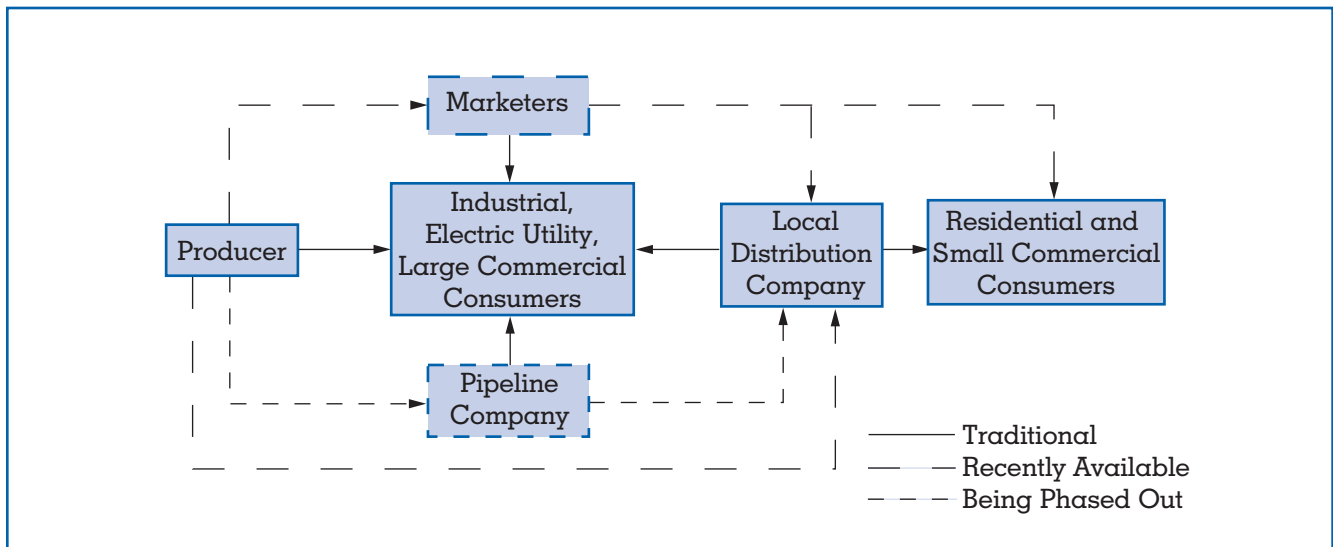 Marketers
Producer
Industrial,
Electric Utility,
Large Commercial
Consumers
Local
Distribution
Company
Residential and
Small Commercial
Consumers
Pipeline
Company
Traditional
Recently Available
Being Phased Out